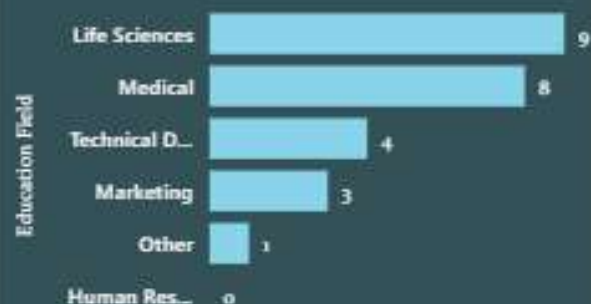 Education Field
Life Sciences 9
Medical 8
Technical D... 4
Marketing 3
Other 1
Human Res... 0